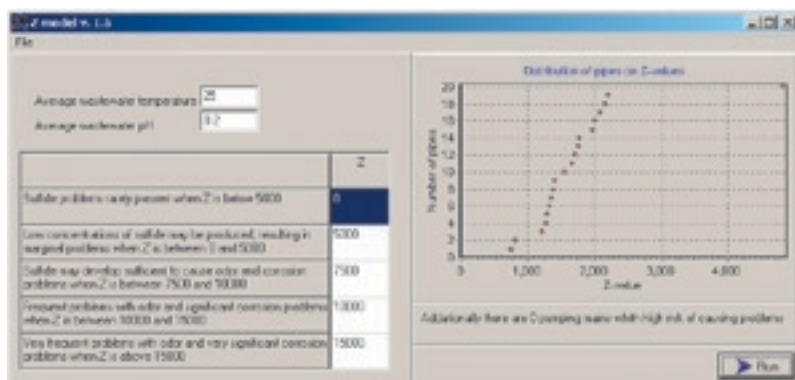 Z model v. 1.5
File
Average wastewater temperature 25
Average wastewater pH
Z
Sulfide problems rarely present when Z is below 5000
0
Low concentrations of sulfide may be produced, resulting in
marginal problems when Z is between and 5000
5000
Sulfide may develop sufficient to cause odor and corrosion
problems when Z is between 7500 and 10000
7500
Frequent problems with odor and significant corrosion problems
when Z is between 10000 and 15000
10000
Very frequent problems with odor and very significant corrosion
problems when Z is above 15000
15000
Distribution of pipes on Z-values
Number of pipes
20
18
16
14
12
10
8
6
4
2
0
0 1,000 2,000 3,000 4,000
Z-value
Additionally there are 0 pumping mains with high risk of causing problems
Run